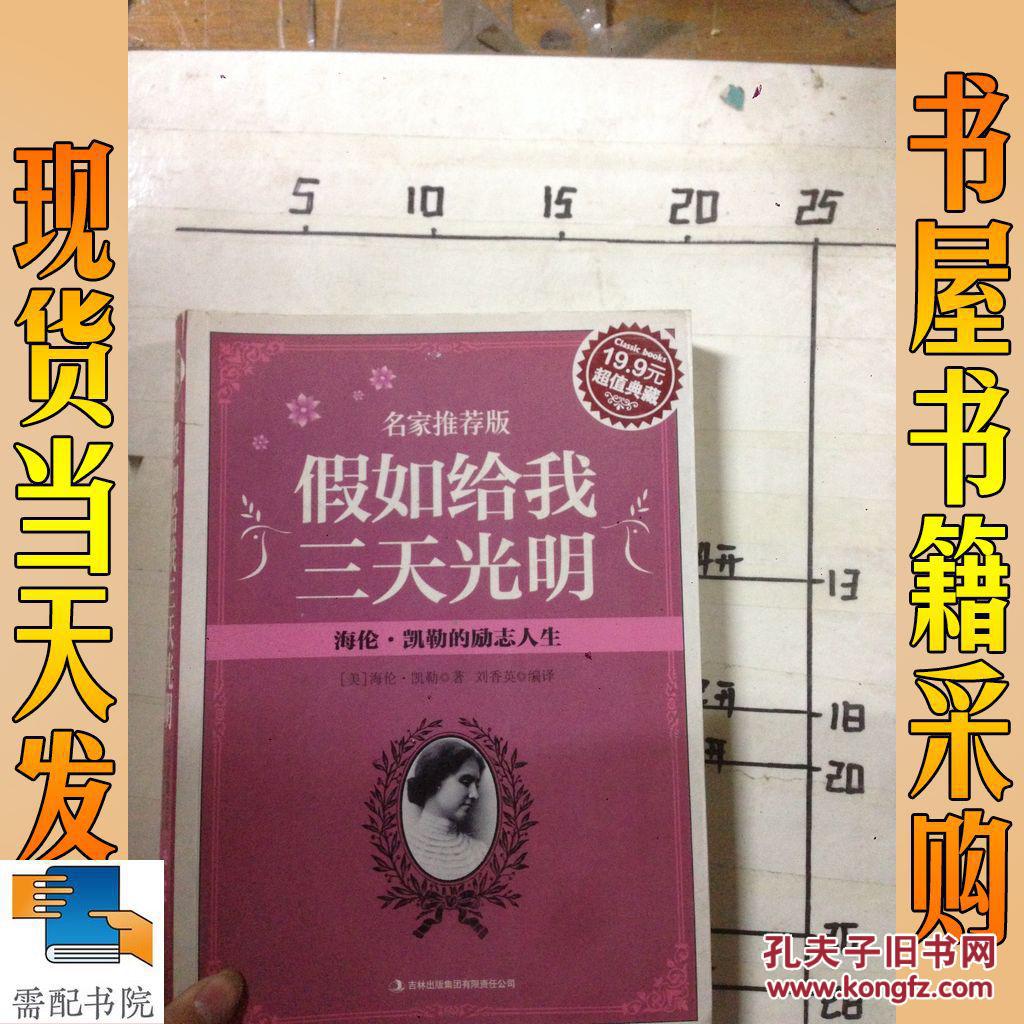 现货当天发
书屋书籍采购
5 10 15 20 25
Classic books
19.9元
超值典藏
名家推荐版
假如给我
三天光明
海伦·凯勒的励志人生
[美]海伦·凯勒◎著 刘香英◎编译
吉林出版集团有限责任公司
开
13
开
18
开
20
孔夫子旧书网
www.kongfz.com
需配书院